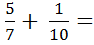 5/7 + 1/10 =